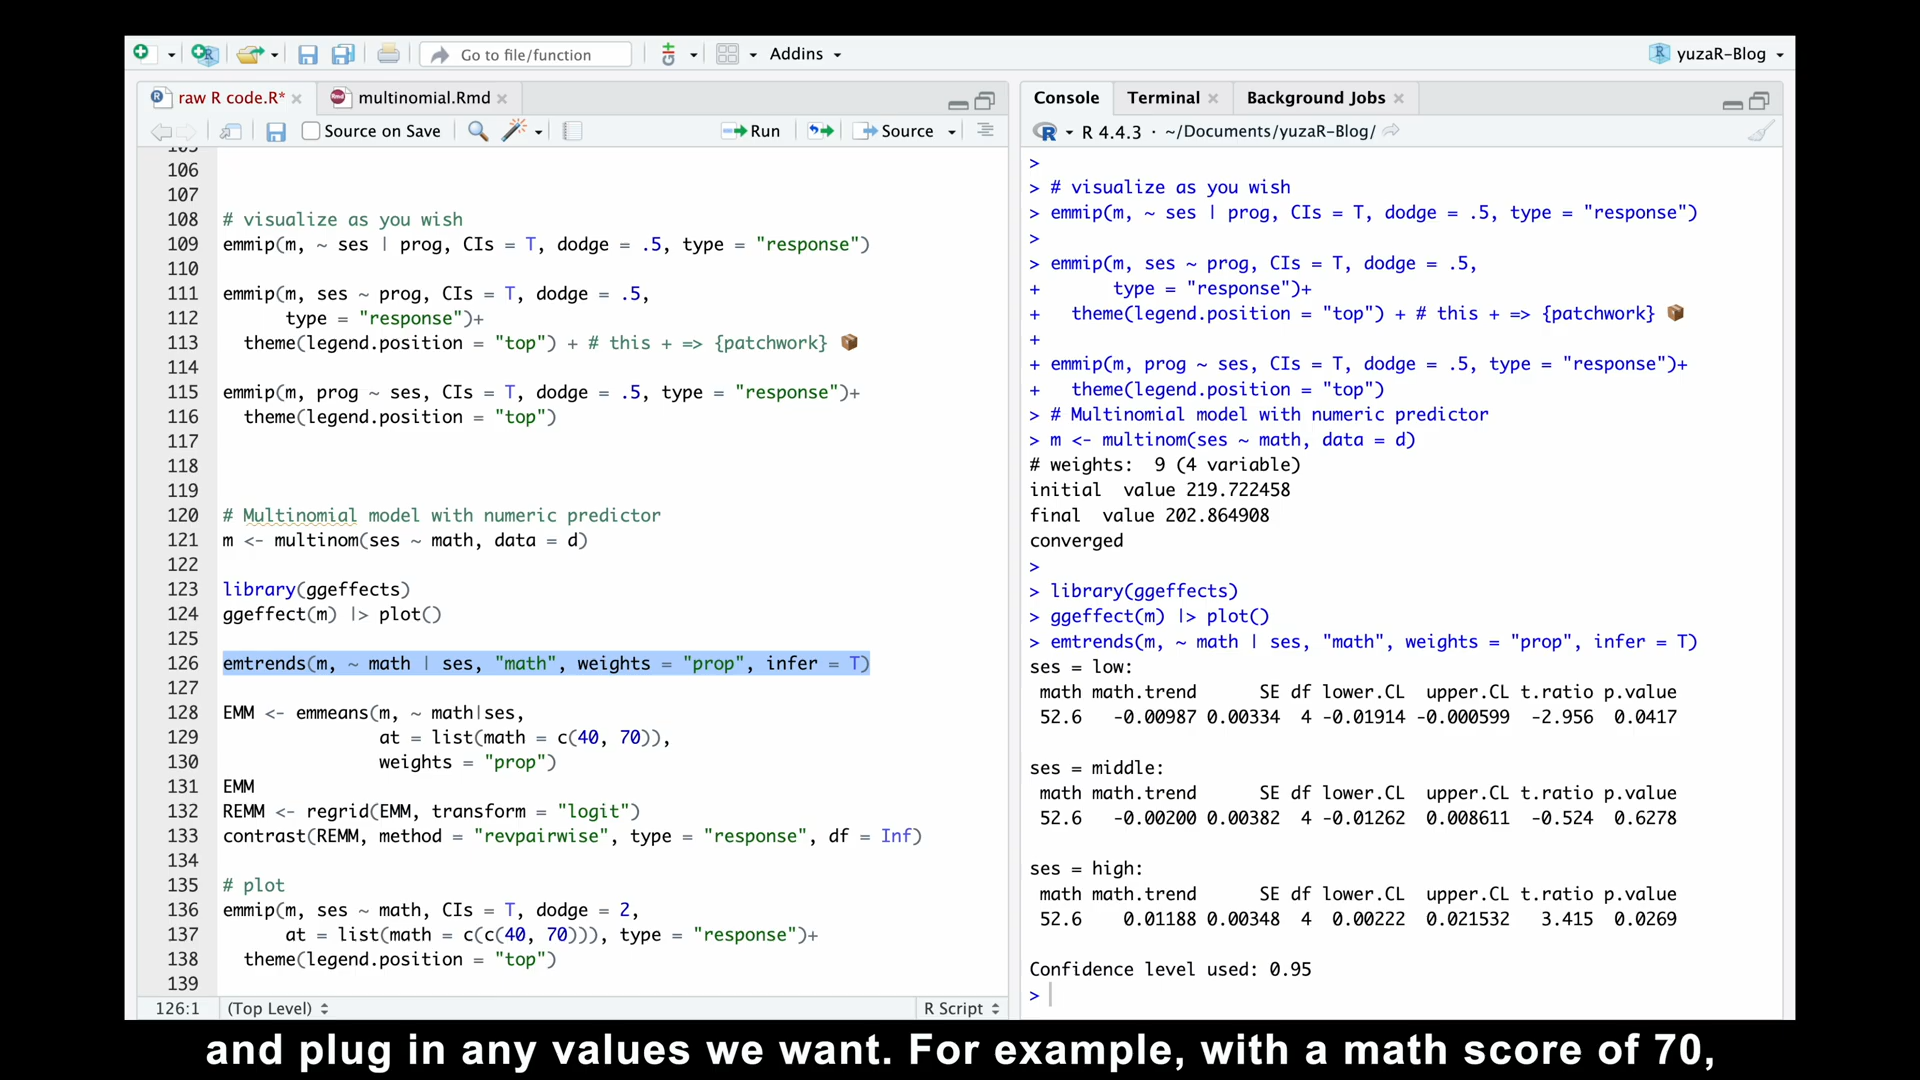 Go to file/function
Addins
yuzaR-Blog
raw R code.R*
multinomial.Rmd
Source on Save
Run
Source
106
107
108 # visualize as you wish
109 emmip(m, ~ ses | prog, CIs = T, dodge = .5, type = "response")
110
111 emmip(m, ses ~ prog, CIs = T, dodge = .5,
112 type = "response")+
113 theme(legend.position = "top") + # this + => {patchwork} 📦
114
115 emmip(m, prog ~ ses, CIs = T, dodge = .5, type = "response")+
116 theme(legend.position = "top")
117
118
119
120 # Multinomial model with numeric predictor
121 m <- multinom(ses ~ math, data = d)
122
123 library(ggeffects)
124 ggeffect(m) |> plot()
125
126 emtrends(m, ~ math | ses, "math", weights = "prop", infer = T)
127
128 EMM <- emmeans(m, ~ math|ses,
129 at = list(math = c(40, 70)),
130 weights = "prop")
131 EMM
132 REMM <- regrid(EMM, transform = "logit")
133 contrast(REMM, method = "revpairwise", type = "response", df = Inf)
134
135 # plot
136 emmip(m, ses ~ math, CIs = T, dodge = 2,
137 at = list(math = c(c(40, 70))), type = "response")+
138 theme(legend.position = "top")
139
126:1 (Top Level) R Script
Console Terminal Background Jobs
R 4.4.3 · ~/Documents/yuzaR-Blog/
>
> # visualize as you wish
> emmip(m, ~ ses | prog, CIs = T, dodge = .5, type = "response")
>
> emmip(m, ses ~ prog, CIs = T, dodge = .5,
+ type = "response")+
+ theme(legend.position = "top") + # this + => {patchwork} 📦
+
+ emmip(m, prog ~ ses, CIs = T, dodge = .5, type = "response")+
+ theme(legend.position = "top")
> # Multinomial model with numeric predictor
> m <- multinom(ses ~ math, data = d)
# weights: 9 (4 variable)
initial value 219.722458
final value 202.864908
converged
>
> library(ggeffects)
> ggeffect(m) |> plot()
> emtrends(m, ~ math | ses, "math", weights = "prop", infer = T)
ses = low:
math math.trend SE df lower.CL upper.CL t.ratio p.value
52.6 -0.00987 0.00334 4 -0.01914 -0.000599 -2.956 0.0417
ses = middle:
math math.trend SE df lower.CL upper.CL t.ratio p.value
52.6 -0.00200 0.00382 4 -0.01262 0.008611 -0.524 0.6278
ses = high:
math math.trend SE df lower.CL upper.CL t.ratio p.value
52.6 0.01188 0.00348 4 0.00222 0.021532 3.415 0.0269
Confidence level used: 0.95
>
and plug in any values we want. For example, with a math score of 70,